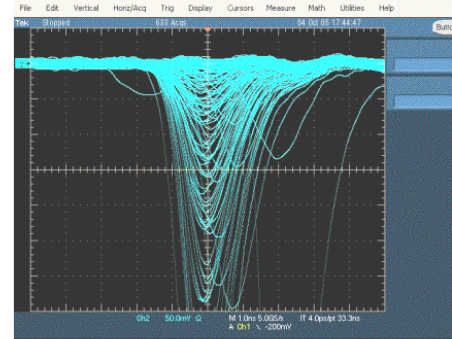 File Edit Vertical Horiz/Acq Trig Display Cursors Measure Math Utilities Help
Tek Stopped 633 Acqs 04 Oct 05 17:44:47
Butto
Ch2 50.0mV Ω M 1.0ns 5.0GS/s IT 4.0ps/pt 33.3ns
A Ch1 \ -200mV